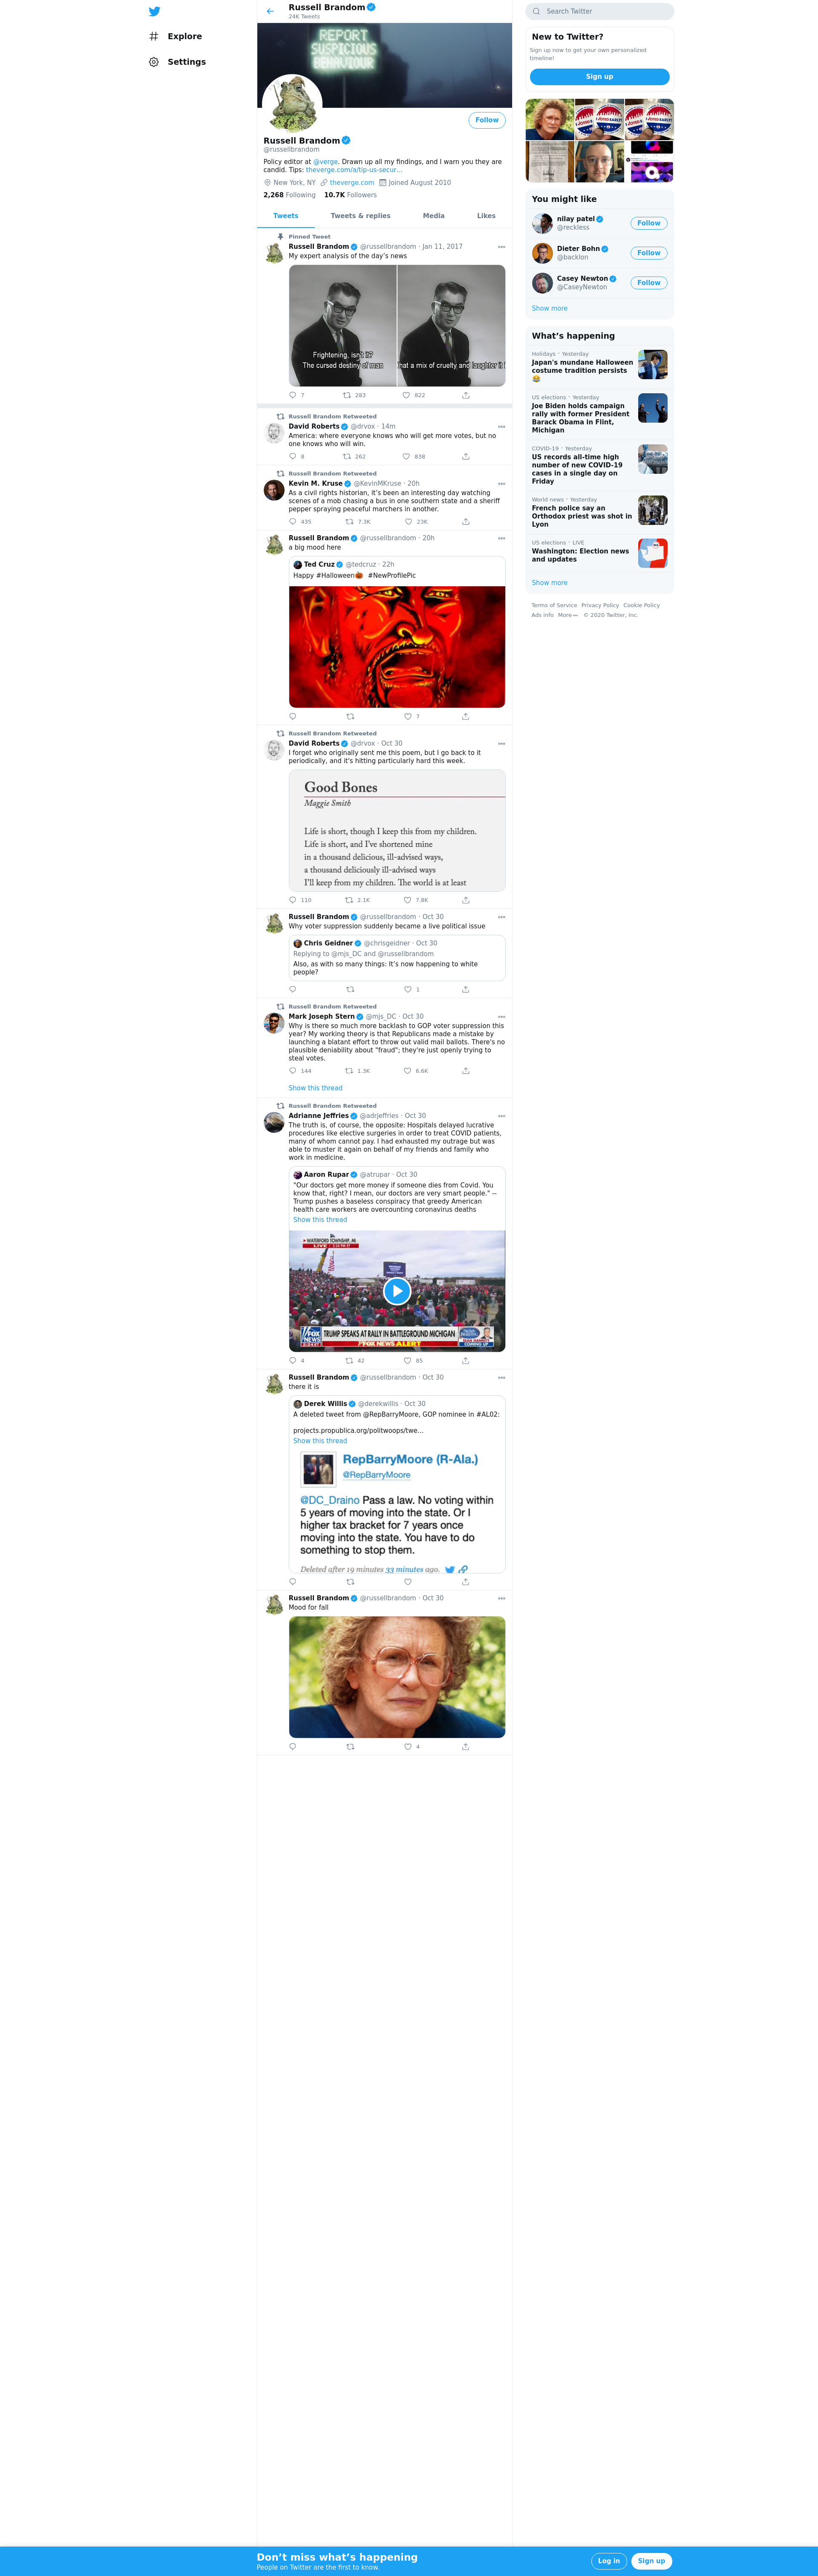 Explore
Settings
Russell Brandom
24K Tweets
REPORT
SUSPICIOUS
BEHAVIOUR
Follow
Russell Brandom
@russellbrandom
Policy editor at @verge. Drawn up all my findings, and I warn you they are
candid. Tips: theverge.com/a/tip-us-secur…
New York, NY theverge.com Joined August 2010
2,268 Following 10.7K Followers
Tweets Tweets & replies Media Likes
Pinned Tweet
Russell Brandom @russellbrandom · Jan 11, 2017
My expert analysis of the day’s news
Frightening, isn't it?
The cursed destiny of man
hat a mix of cruelty and laughter it i
7 283 822
Russell Brandom Retweeted
David Roberts @drvox · 14m
America: where everyone knows who will get more votes, but no
one knows who will win.
8 262 838
Russell Brandom Retweeted
Kevin M. Kruse @KevinMKruse · 20h
As a civil rights historian, it’s been an interesting day watching
scenes of a mob chasing a bus in one southern state and a sheriff
pepper spraying peaceful marchers in another.
435 7.3K 23K
Russell Brandom @russellbrandom · 20h
a big mood here
Ted Cruz @tedcruz · 22h
Happy #Halloween🎃 #NewProfilePic
7
Russell Brandom Retweeted
David Roberts @drvox · Oct 30
I forget who originally sent me this poem, but I go back to it
periodically, and it's hitting particularly hard this week.
Good Bones
Maggie Smith
Life is short, though I keep this from my children.
Life is short, and I've shortened mine
in a thousand delicious, ill-advised ways,
a thousand deliciously ill-advised ways
I'll keep from my children. The world is at least
110 2.1K 7.8K
Russell Brandom @russellbrandom · Oct 30
Why voter suppression suddenly became a live political issue
Chris Geidner @chrisgeidner · Oct 30
Replying to @mjs_DC and @russellbrandom
Also, as with so many things: It’s now happening to white
people?
1
Russell Brandom Retweeted
Mark Joseph Stern @mjs_DC · Oct 30
Why is there so much more backlash to GOP voter suppression this
year? My working theory is that Republicans made a mistake by
launching a blatant effort to throw out valid mail ballots. There's no
plausible deniability about "fraud"; they're just openly trying to
steal votes.
144 1.3K 6.6K
Show this thread
Russell Brandom Retweeted
Adrianne Jeffries @adrjeffries · Oct 30
The truth is, of course, the opposite: Hospitals delayed lucrative
procedures like elective surgeries in order to treat COVID patients,
many of whom cannot pay. I had exhausted my outrage but was
able to muster it again on behalf of my friends and family who
work in medicine.
Aaron Rupar @atrupar · Oct 30
"Our doctors get more money if someone dies from Covid. You
know that, right? I mean, our doctors are very smart people." --
Trump pushes a baseless conspiracy that greedy American
health care workers are overcounting coronavirus deaths
Show this thread
WATERFORD TOWNSHIP, MI
LIVE
FOX
NEWS
TRUMP SPEAKS AT RALLY IN BATTLEGROUND MICHIGAN
FOX NEWS ALERT
COMING UP
4 42 85
Russell Brandom @russellbrandom · Oct 30
there it is
Derek Willis @derekwillis · Oct 30
A deleted tweet from @RepBarryMoore, GOP nominee in #AL02:
projects.propublica.org/politwoops/twe…
Show this thread
RepBarryMoore (R-Ala.)
@RepBarryMoore
@DC_Draino Pass a law. No voting within
5 years of moving into the state. Or I
higher tax bracket for 7 years once
moving into the state. You have to do
something to stop them.
Deleted after 19 minutes 33 minutes ago.
Russell Brandom @russellbrandom · Oct 30
Mood for fall
4
Search Twitter
New to Twitter?
Sign up now to get your own personalized
timeline!
Sign up
You might like
nilay patel
@reckless
Follow
Dieter Bohn
@backlon
Follow
Casey Newton
@CaseyNewton
Follow
Show more
What’s happening
Holidays · Yesterday
Japan's mundane Halloween
costume tradition persists
😂
US elections · Yesterday
Joe Biden holds campaign
rally with former President
Barack Obama in Flint,
Michigan
COVID-19 · Yesterday
US records all-time high
number of new COVID-19
cases in a single day on
Friday
World news · Yesterday
French police say an
Orthodox priest was shot in
Lyon
US elections · LIVE
Washington: Election news
and updates
Show more
Terms of Service Privacy Policy Cookie Policy
Ads info More © 2020 Twitter, Inc.
Don’t miss what’s happening
People on Twitter are the first to know.
Log in
Sign up